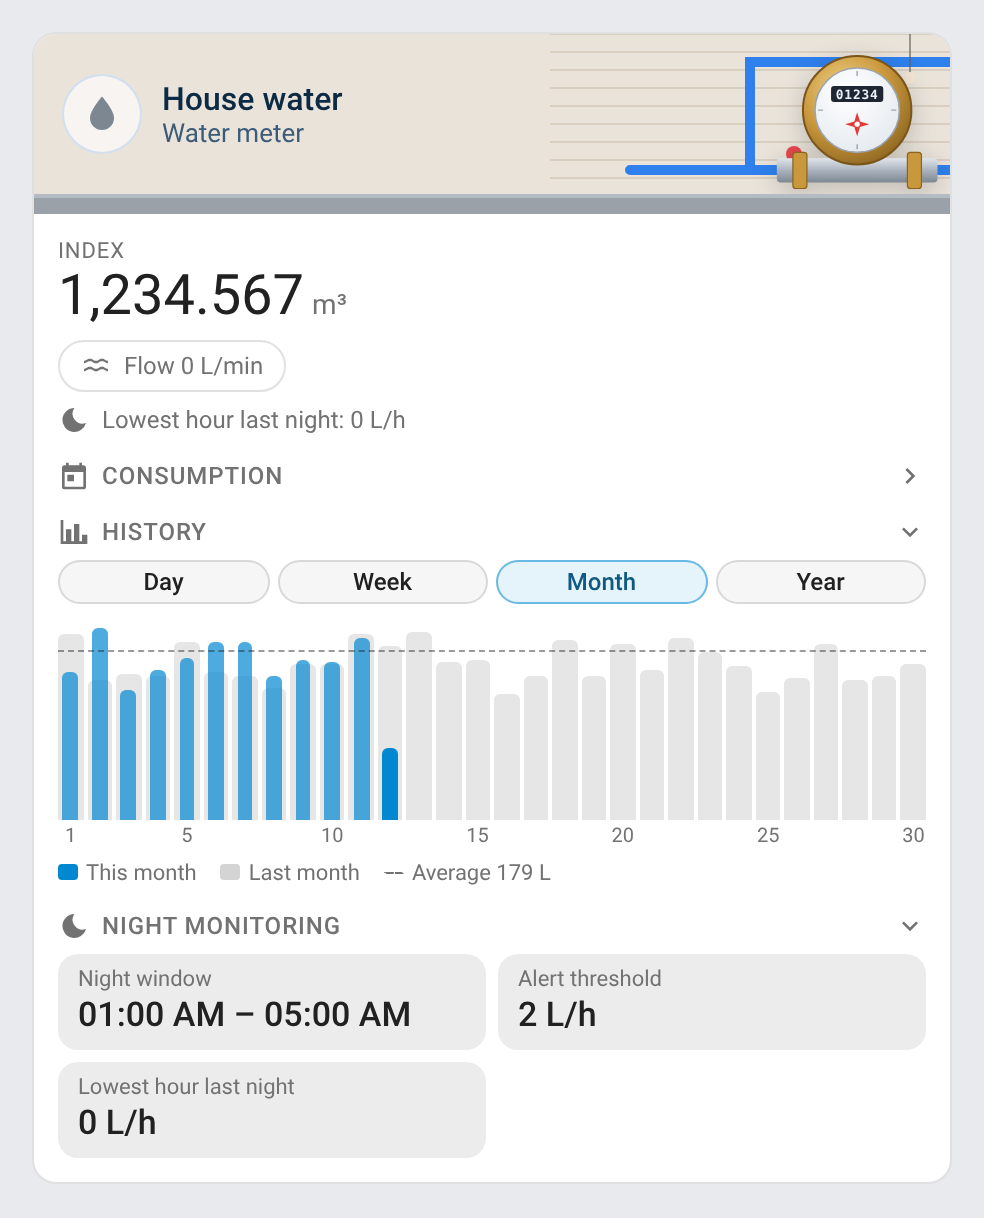 House water
Water meter
01234
INDEX
1,234.567 m³
Flow 0 L/min
Lowest hour last night: 0 L/h
CONSUMPTION
HISTORY
Day Week Month Year
1 5 10 15 20 25 30
This month Last month Average 179 L
NIGHT MONITORING
Night window
01:00 AM – 05:00 AM
Alert threshold
2 L/h
Lowest hour last night
0 L/h